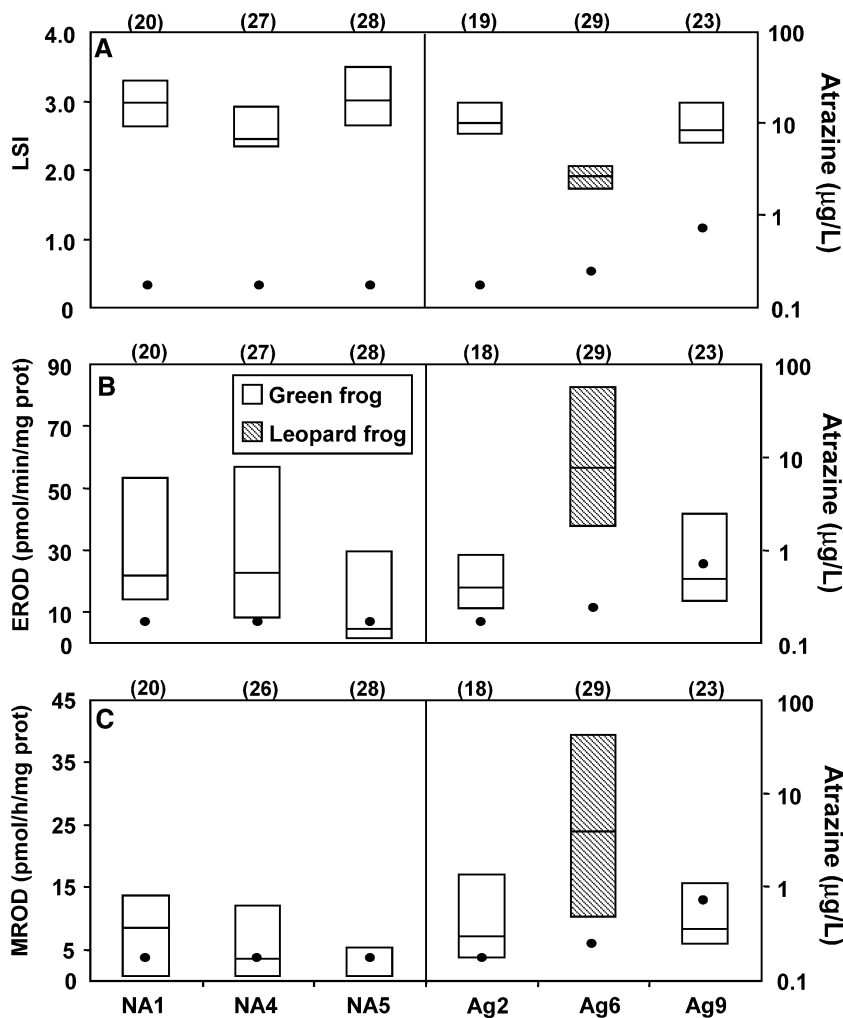 (20) (27) (28) (19) (29) (23)
A
4.0
3.0
2.0
1.0
0
LSI
100
10
1
0.1
Atrazine (µg/L)
(20) (27) (28) (18) (29) (23)
B
90
70
50
30
10
0
EROD (pmol/min/mg prot)
Green frog
Leopard frog
100
10
1
0.1
Atrazine (µg/L)
(20) (26) (28) (18) (29) (23)
C
45
35
25
15
5
0
MROD (pmol/h/mg prot)
100
10
1
0.1
Atrazine (µg/L)
NA1 NA4 NA5 Ag2 Ag6 Ag9